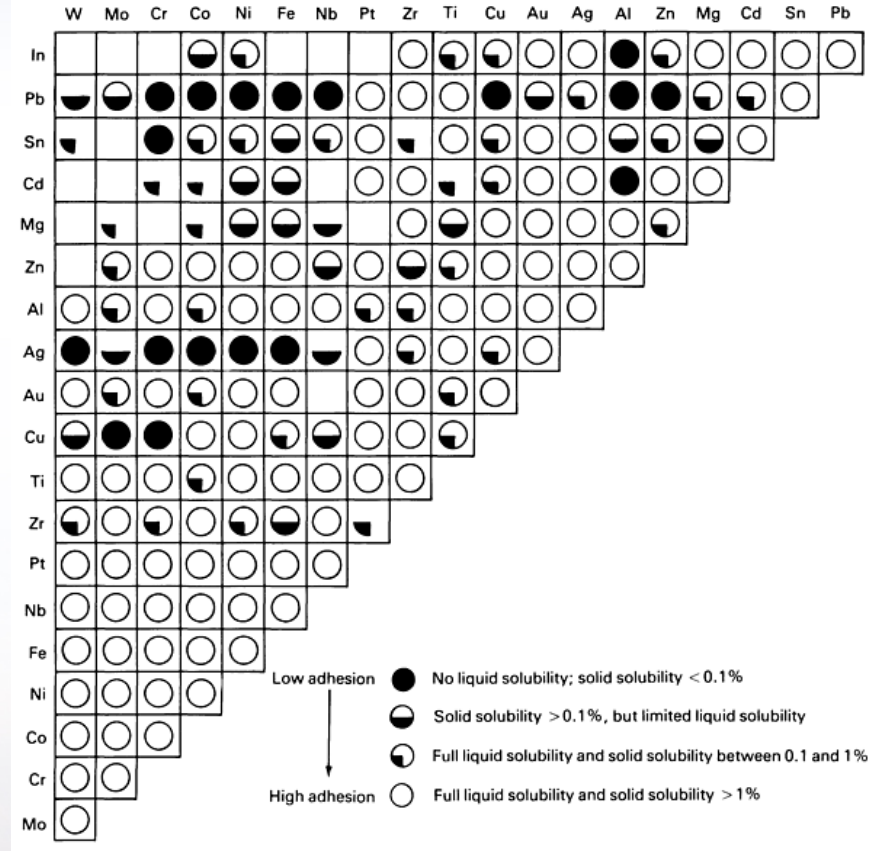 W Mo Cr Co Ni Fe Nb Pt Zr Ti Cu Au Ag Al Zn Mg Cd Sn Pb
In
Pb
Sn
Cd
Mg
Zn
Al
Ag
Au
Cu
Ti
Zr
Pt
Nb
Fe
Ni
Co
Cr
Mo
Low adhesion
No liquid solubility; solid solubility <0.1%
Solid solubility >0.1%, but limited liquid solubility
Full liquid solubility and solid solubility between 0.1 and 1%
High adhesion
Full liquid solubility and solid solubility >1%